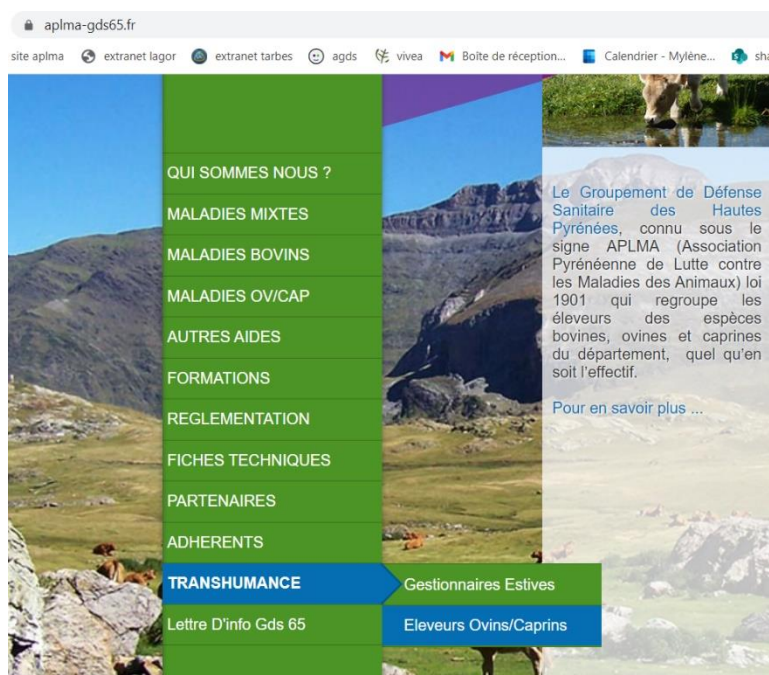 aplma-gds65.fr
site aplma extranet lagor extranet tarbes agds vivea Boîte de réception... Calendrier - Mylène... sha
QUI SOMMES NOUS ?
MALADIES MIXTES
MALADIES BOVINS
MALADIES OV/CAP
AUTRES AIDES
FORMATIONS
REGLEMENTATION
FICHES TECHNIQUES
PARTENAIRES
ADHERENTS
TRANSHUMANCE
Lettre D'info Gds 65
Gestionnaires Estives
Eleveurs Ovins/Caprins
Le Groupement de Défense
Sanitaire des Hautes
Pyrénées, connu sous le
signe APLMA (Association
Pyrénéenne de Lutte contre
les Maladies des Animaux) loi
1901 qui regroupe les
éleveurs des espèces
bovines, ovines et caprines
du département, quel qu'en
soit l'effectif.
Pour en savoir plus ...